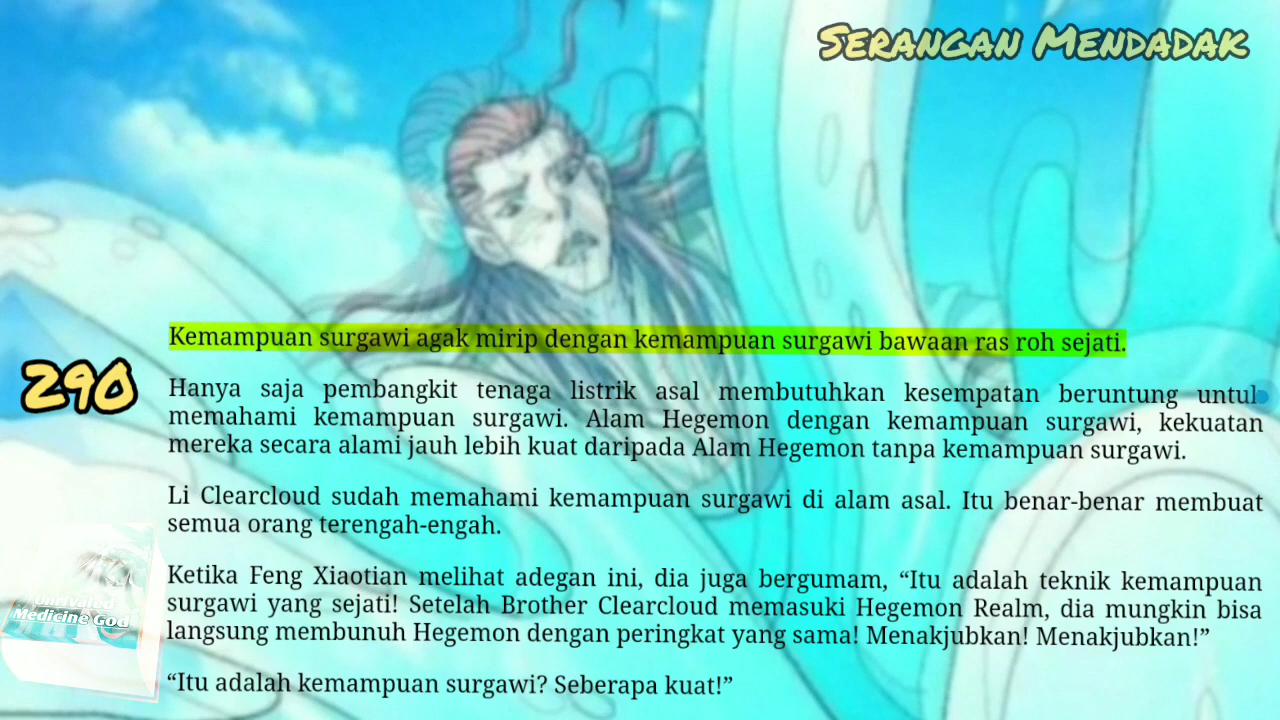 Serangan Mendadak
Kemampuan surgawi agak mirip dengan kemampuan surgawi bawaan ras roh sejati.
290
Hanya saja pembangkit tenaga listrik asal membutuhkan kesempatan beruntung untuk
memahami kemampuan surgawi. Alam Hegemon dengan kemampuan surgawi, kekuatan
mereka secara alami jauh lebih kuat daripada Alam Hegemon tanpa kemampuan surgawi.
Li Clearcloud sudah memahami kemampuan surgawi di alam asal. Itu benar-benar membuat
semua orang terengah-engah.
Ketika Feng Xiaotian melihat adegan ini, dia juga bergumam, “Itu adalah teknik kemampuan
surgawi yang sejati! Setelah Brother Clearcloud memasuki Hegemon Realm, dia mungkin bisa
langsung membunuh Hegemon dengan peringkat yang sama! Menakjubkan! Menakjubkan!”
“Itu adalah kemampuan surgawi? Seberapa kuat!”
Unrivaled
Medicine God